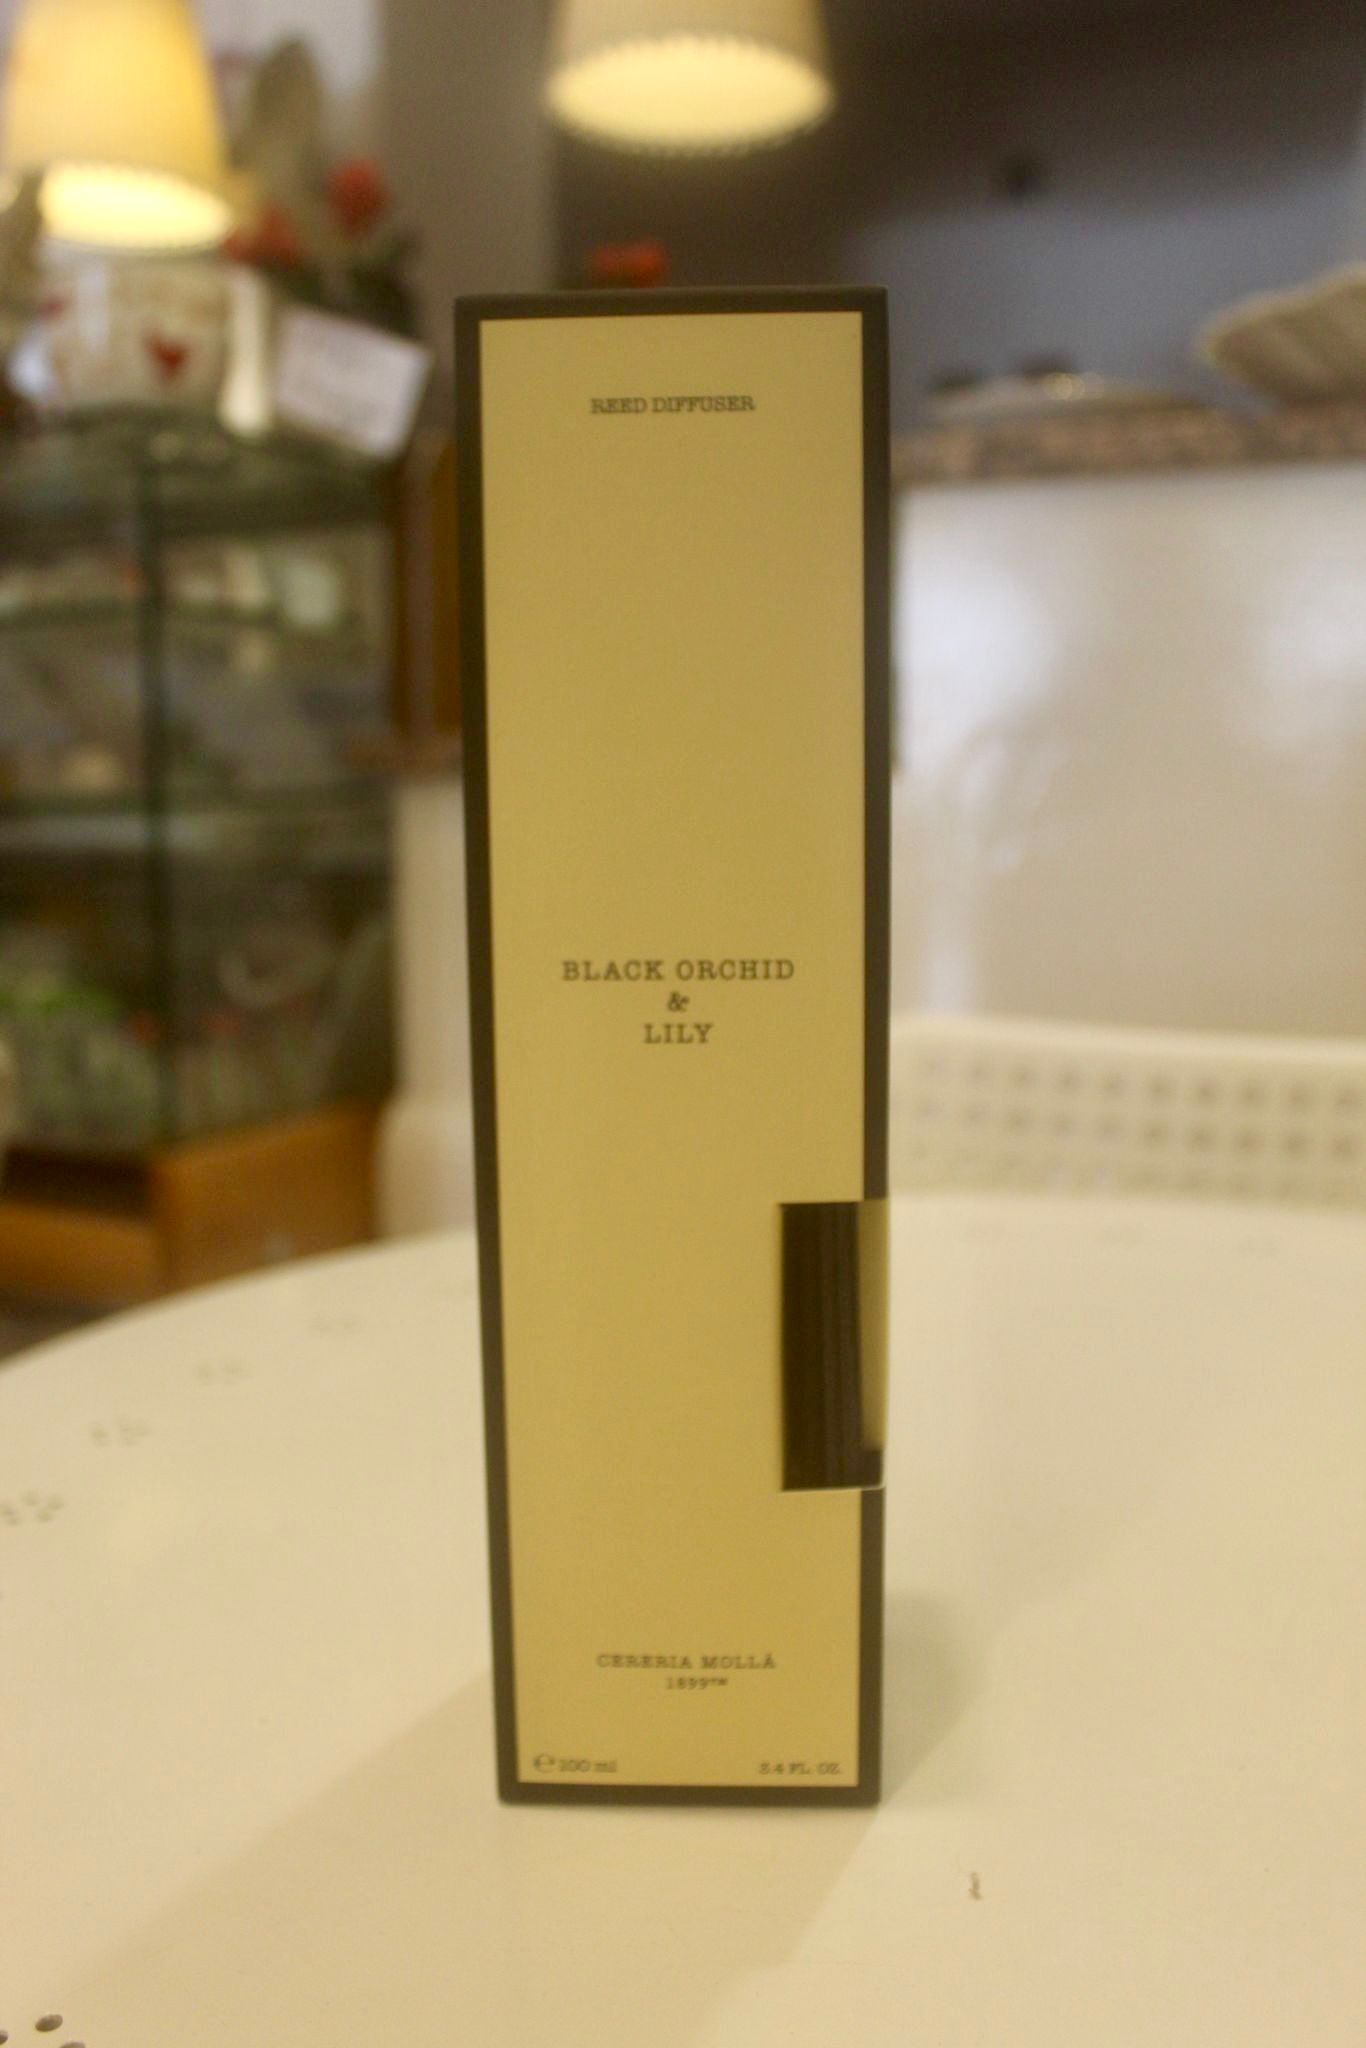 REED DIFFUSER
BLACK ORCHID
&
LILY
CERERIA MOLLÁ
1899™
℮ 100 ml
3.4 FL. OZ.